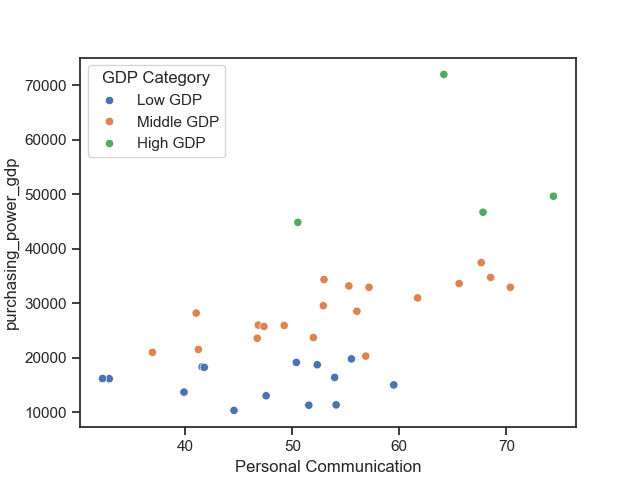 GDP Category
Low GDP
Middle GDP
High GDP
70000
60000
50000
40000
30000
20000
10000
purchasing_power_gdp
40 50 60 70
Personal Communication